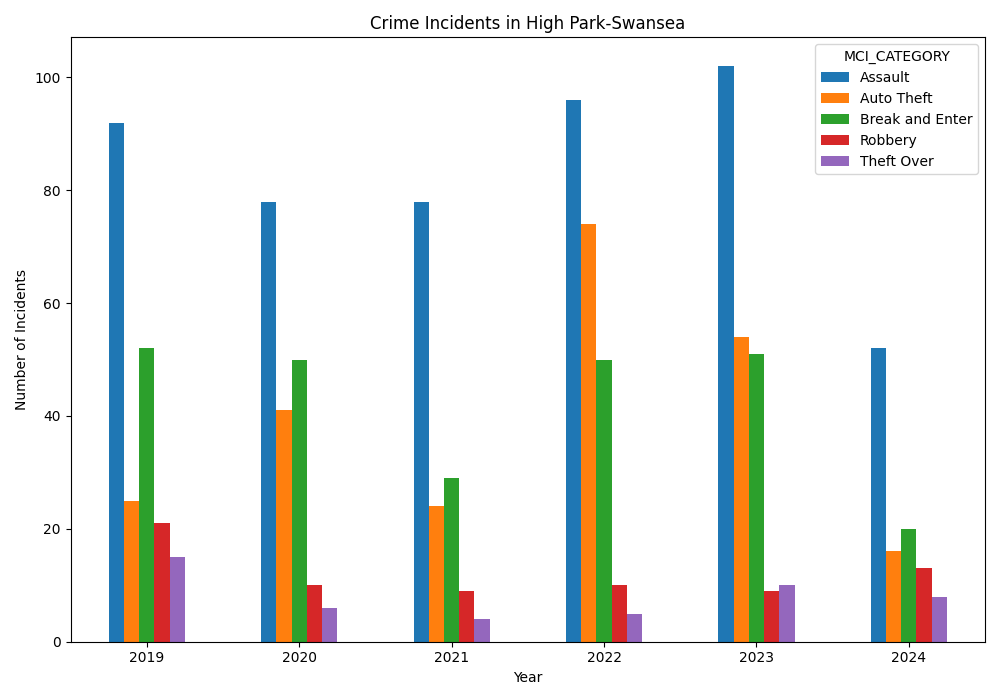 Crime Incidents in High Park-Swansea
MCI_CATEGORY
Assault
Auto Theft
Break and Enter
Robbery
Theft Over
Number of Incidents
100
80
60
40
20
0
2019
2020
2021
2022
2023
2024
Year